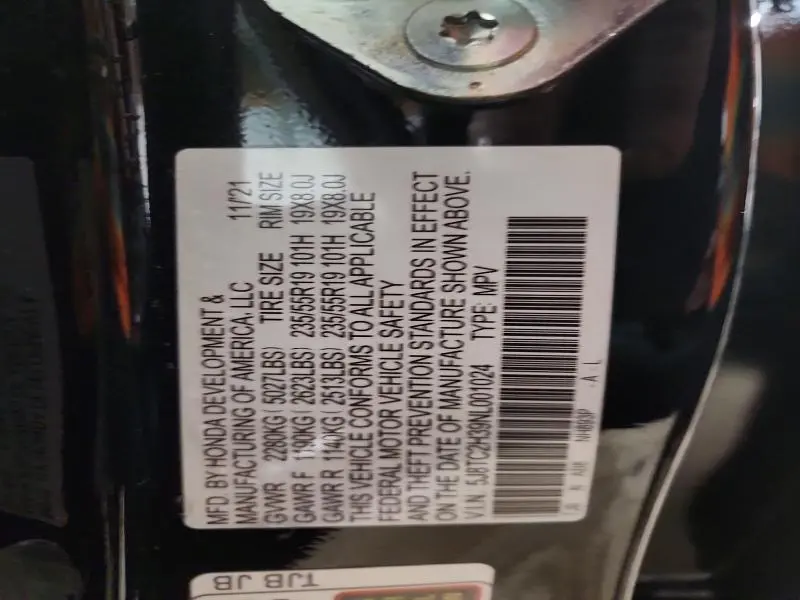 MFD. BY HONDA DEVELOPMENT &
MANUFACTURING OF AMERICA, LLC 11/'21
GVWR 2280KG ( 5027LBS) TIRE SIZE RIM SIZE
GAWR F 1190KG ( 2623LBS) 235/55R19 101H 19X8.0J
GAWR R 1140KG ( 2513LBS) 235/55R19 101H 19X8.0J
THIS VEHICLE CONFORMS TO ALL APPLICABLE
FEDERAL MOTOR VEHICLE SAFETY
AND THEFT PREVENTION STANDARDS IN EFFECT
ON THE DATE OF MANUFACTURE SHOWN ABOVE.
V.I.N. 5J8TC2H39NL001024 TYPE: MPV
-A-L
TJB JB